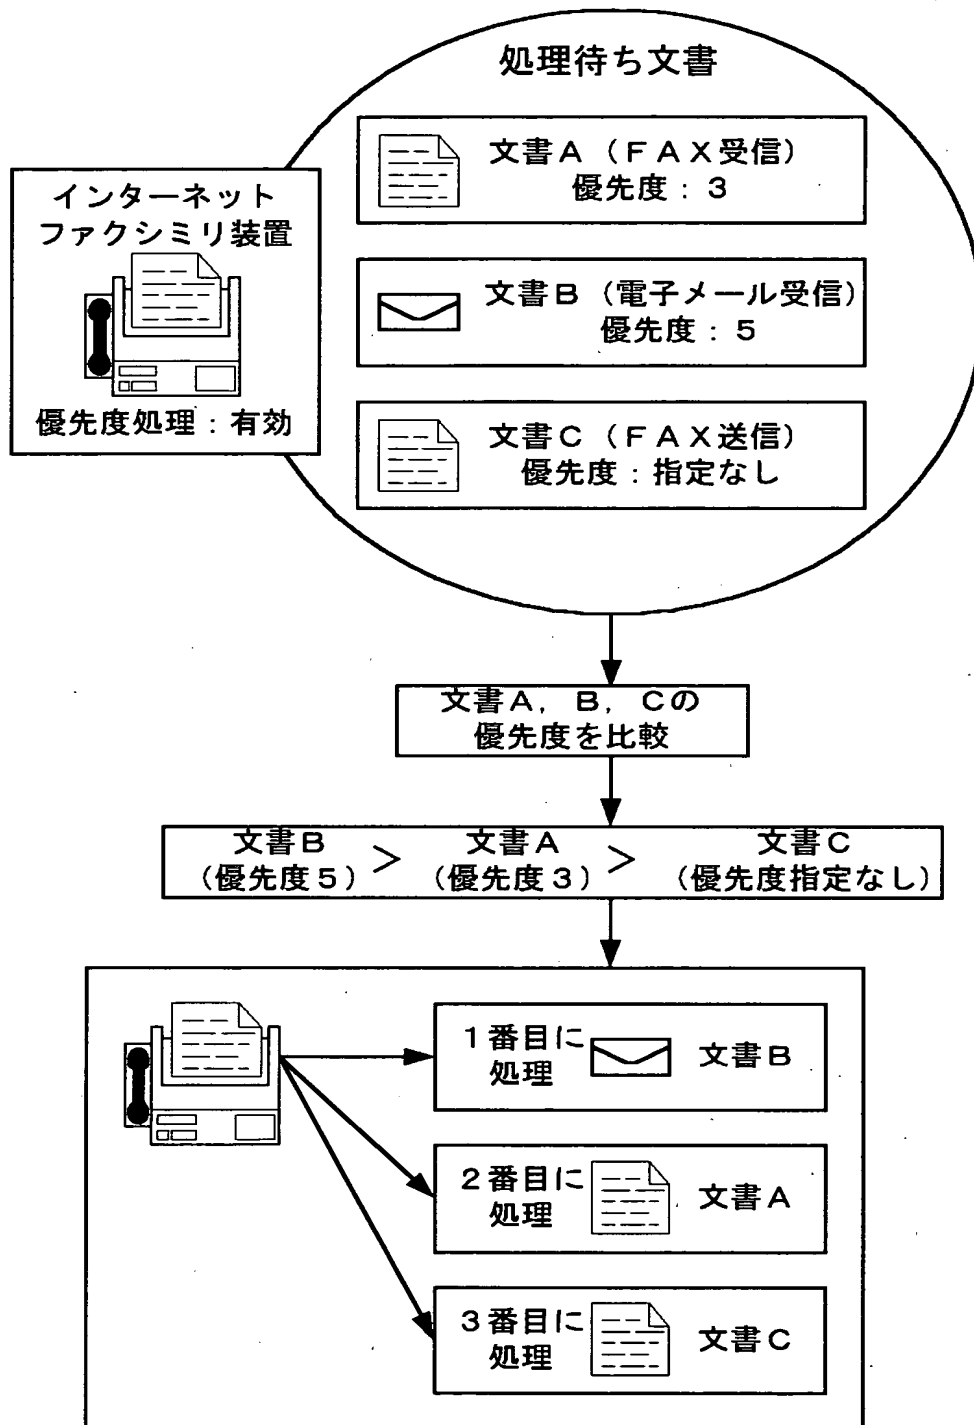 処理待ち文書
文書A（FAX受信）
優先度：3
インターネット
ファクシミリ装置
優先度処理：有効
文書B（電子メール受信）
優先度：5
文書C（FAX送信）
優先度：指定なし
文書A，B，Cの
優先度を比較
文書B ＞ 文書A ＞ 文書C
（優先度5） （優先度3） （優先度指定なし）
1番目に
処理
文書B
2番目に
処理
文書A
3番目に
処理
文書C